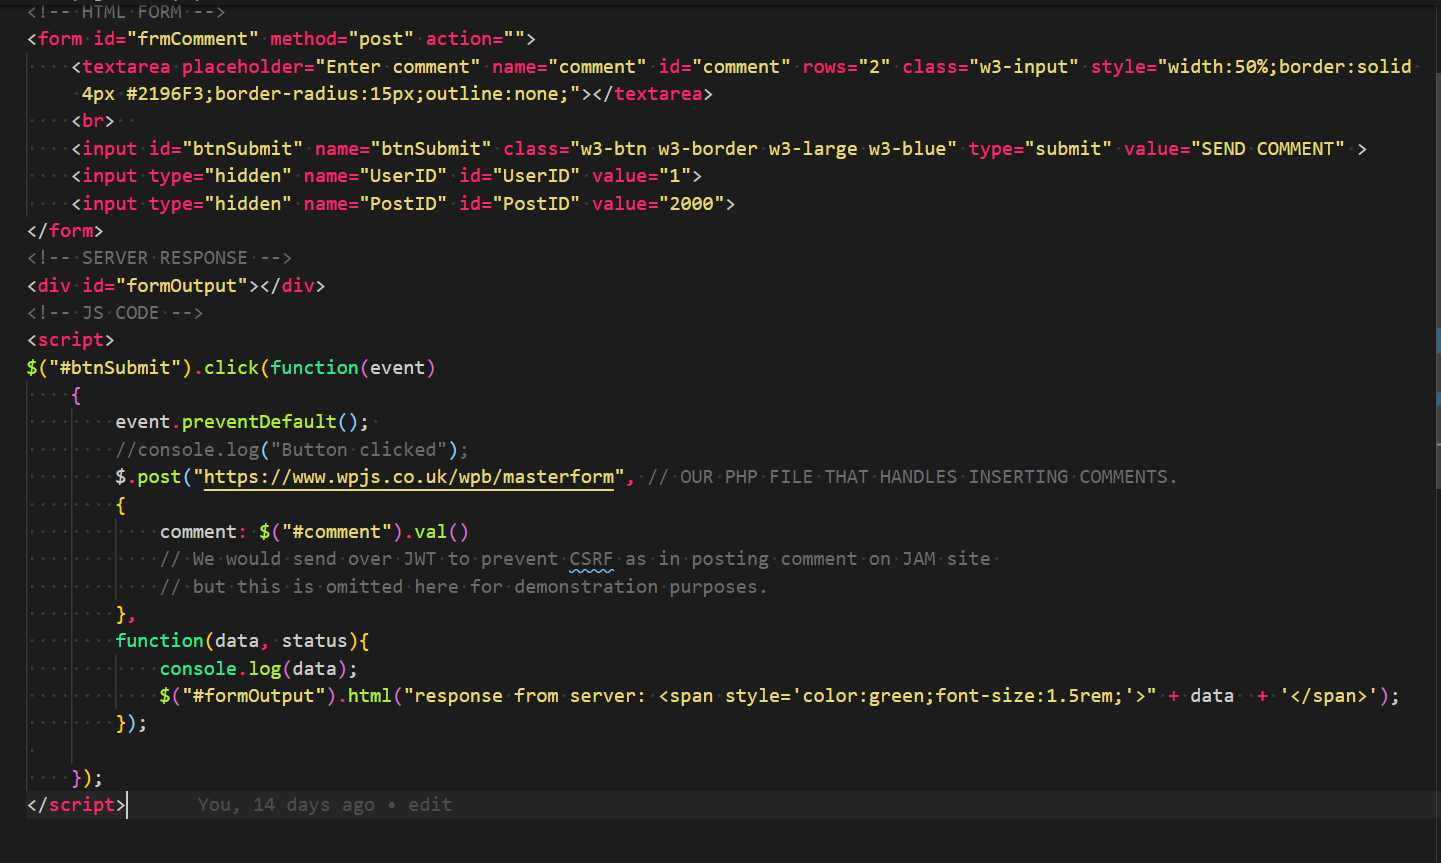 <!-- HTML FORM -->
<form id="frmComment" method="post" action="">
    <textarea placeholder="Enter comment" name="comment" id="comment" rows="2" class="w3-input" style="width:50%;border:solid
    4px #2196F3;border-radius:15px;outline:none;"></textarea>
    <br>
    <input id="btnSubmit" name="btnSubmit" class="w3-btn w3-border w3-large w3-blue" type="submit" value="SEND COMMENT" >
    <input type="hidden" name="UserID" id="UserID" value="1">
    <input type="hidden" name="PostID" id="PostID" value="2000">
</form>
<!-- SERVER RESPONSE -->
<div id="formOutput"></div>
<!-- JS CODE -->
<script>
$("#btnSubmit").click(function(event)
    {
        event.preventDefault();
        //console.log("Button clicked");
        $.post("https://www.wpjs.co.uk/wpb/masterform", // OUR PHP FILE THAT HANDLES INSERTING COMMENTS.
        {
            comment: $("#comment").val()
            // We would send over JWT to prevent CSRF as in posting comment on JAM site
            // but this is omitted here for demonstration purposes.
        },
        function(data, status){
            console.log(data);
            $("#formOutput").html("response from server: <span style='color:green;font-size:1.5rem;'>" + data  + '</span>');
        });

    });
</script>      You, 14 days ago • edit